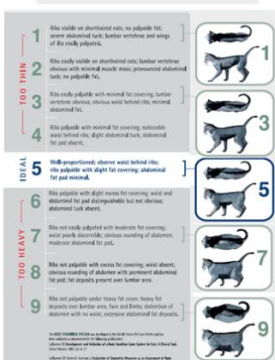 TOO THIN
1
Ribs visible on shorthaired cats; no palpable fat;
severe abdominal tuck; lumbar vertebrae and wings
of ilia easily palpated.
1
2
Ribs easily visible on shorthaired cats; lumbar vertebrae
obvious with minimal muscle mass; pronounced abdominal
tuck; no palpable fat.
3
Ribs easily palpable with minimal fat covering; lumbar
vertebrae obvious; obvious waist behind ribs; minimal
abdominal fat.
3
4
Ribs palpable with minimal fat covering; noticeable
waist behind ribs; slight abdominal tuck; abdominal
fat pad absent.
IDEAL
5
Well-proportioned; observe waist behind ribs;
ribs palpable with slight fat covering; abdominal
fat pad minimal.
5
TOO HEAVY
6
Ribs palpable with slight excess fat covering; waist and
abdominal fat pad distinguishable but not obvious;
abdominal tuck absent.
7
Ribs not easily palpated with moderate fat covering;
waist poorly discernible; obvious rounding of abdomen;
moderate abdominal fat pad.
7
8
Ribs not palpable with excess fat covering; waist absent;
obvious rounding of abdomen with prominent abdominal
fat pad; fat deposits present over lumbar area.
9
Ribs not palpable under heavy fat cover; heavy fat
deposits over lumbar area, face and limbs; distention of
abdomen with no waist; extensive abdominal fat deposits.
9